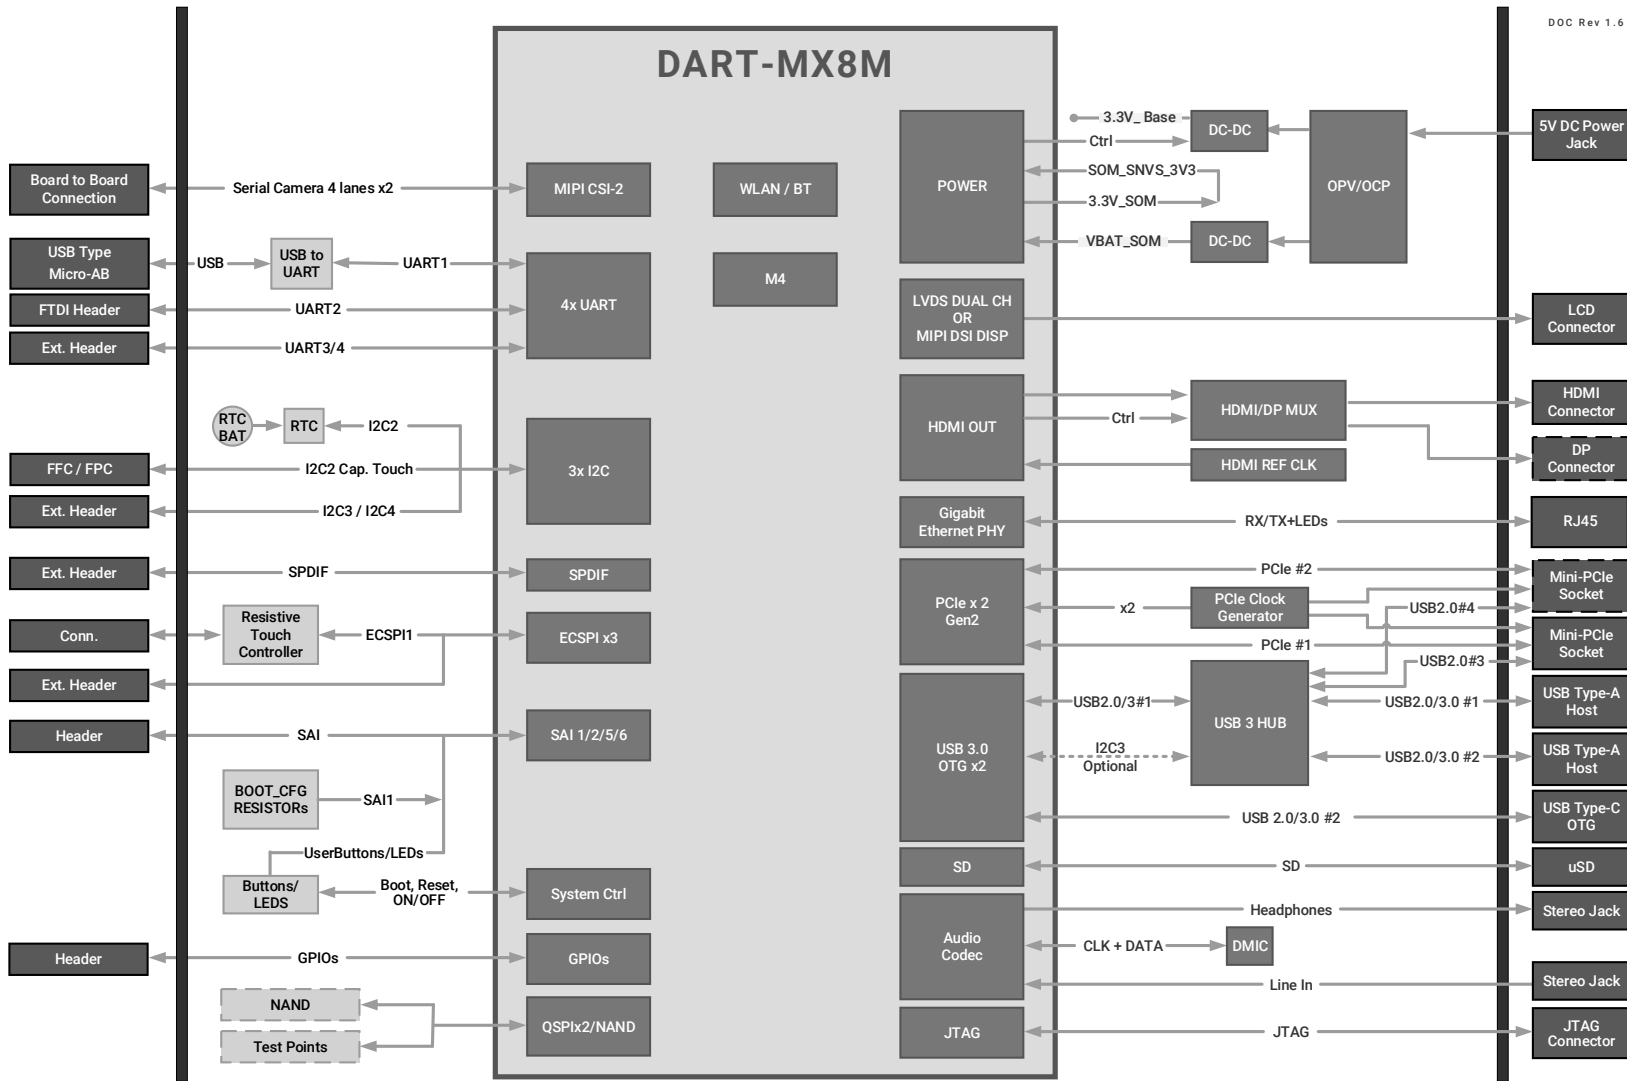 DOC Rev 1.6
DART-MX8M
Board to Board
Connection
Serial Camera 4 lanes x2
MIPI CSI-2
USB Type
Micro-AB
USB
USB to
UART
UART1
FTDI Header
UART2
4x UART
Ext. Header
UART3/4
RTC
BAT
RTC
I2C2
FFC / FPC
I2C2 Cap. Touch
3x I2C
Ext. Header
I2C3 / I2C4
Ext. Header
SPDIF
SPDIF
Conn.
Resistive
Touch
Controller
ECSPI1
ECSPI x3
Ext. Header
Header
SAI
SAI 1/2/5/6
BOOT_CFG
RESISTORs
SAI1
UserButtons/LEDs
Buttons/
LEDS
Boot, Reset,
ON/OFF
System Ctrl
Header
GPIOs
GPIOs
NAND
Test Points
QSPIx2/NAND
WLAN / BT
M4
POWER
3.3V_ Base
Ctrl
SOM_SNVS_3V3
3.3V_SOM
VBAT_SOM
DC-DC
DC-DC
OPV/OCP
5V DC Power
Jack
LVDS DUAL CH
OR
MIPI DSI DISP
LCD
Connector
HDMI OUT
Ctrl
HDMI/DP MUX
HDMI REF CLK
HDMI
Connector
DP
Connector
Gigabit
Ethernet PHY
RX/TX+LEDs
RJ45
PCIe x 2
Gen2
PCIe #2
x2
PCIe Clock
Generator
PCIe #1
USB2.0#4
USB2.0#3
Mini-PCIe
Socket
Mini-PCIe
Socket
USB 3.0
OTG x2
USB2.0/3#1
I2C3
Optional
USB 3 HUB
USB2.0/3.0 #1
USB Type-A
Host
USB2.0/3.0 #2
USB Type-A
Host
USB 2.0/3.0 #2
USB Type-C
OTG
SD
SD
uSD
Audio
Codec
Headphones
Stereo Jack
CLK + DATA
DMIC
Line In
Stereo Jack
JTAG
JTAG
JTAG
Connector